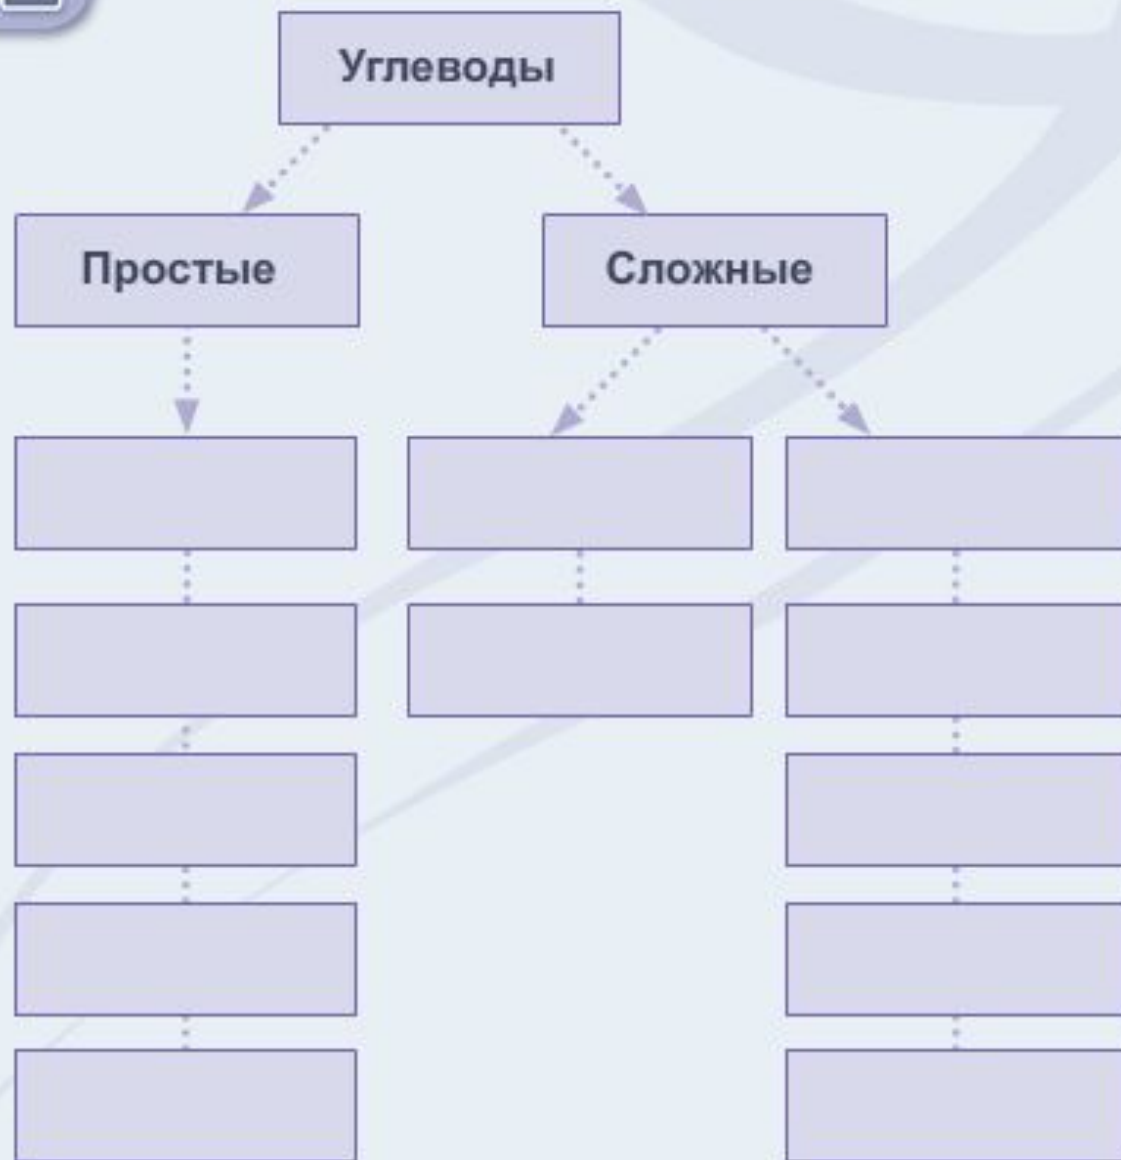 Углеводы
Простые
Сложные